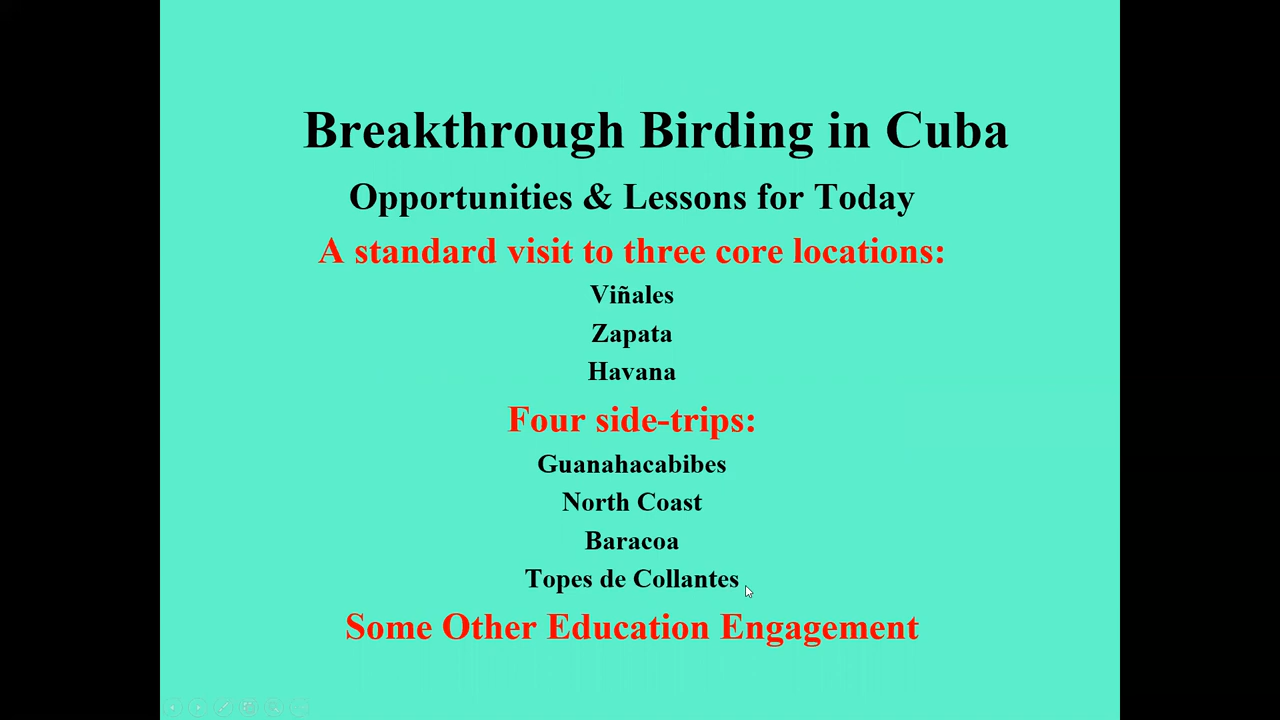 Breakthrough Birding in Cuba
Opportunities & Lessons for Today
A standard visit to three core locations:
Viñales
Zapata
Havana
Four side-trips:
Guanahacabibes
North Coast
Baracoa
Topes de Collantes
Some Other Education Engagement